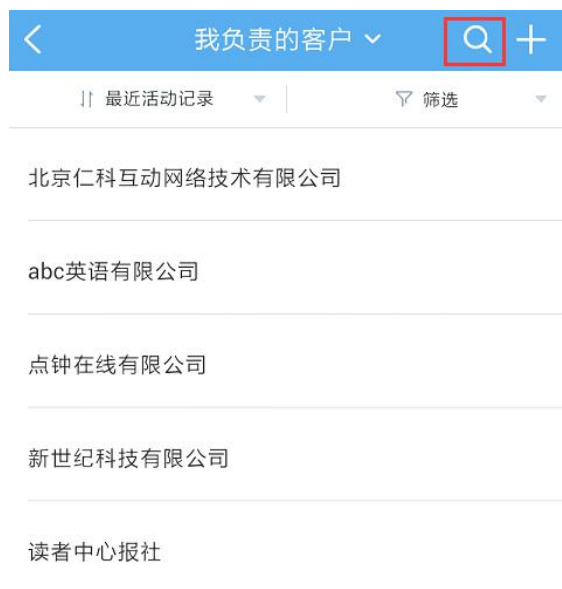 我负责的客户
最近活动记录 筛选
北京仁科互动网络技术有限公司
abc英语有限公司
点钟在线有限公司
新世纪科技有限公司
读者中心报社